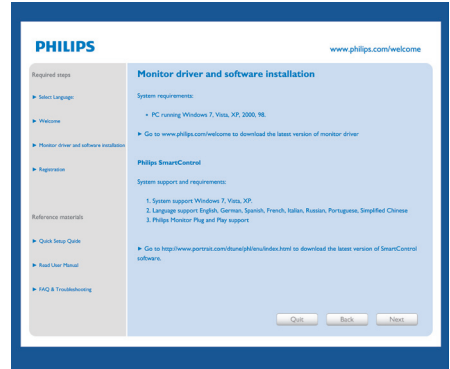 PHILIPS
www.philips.com/welcome
Required steps
Select Language:
Welcome
Monitor driver and software installation
Registration
Reference materials
Quick Setup Quide
Read User Manual
FAQ & Troubleshooting
Monitor driver and software installation
System requirements:
• PC running Windows 7, Vista, XP, 2000, 98.
Go to www.philips.com/welcome to download the latest version of monitor driver
Philips SmartControl
System support and requirements:
1. System support Windows 7, Vista, XP.
2. Language support English, German, Spanish, French, Italian, Russian, Portuguese, Simplified Chinese
3. Philips Monitor Plug and Play support
Go to http://www.portrait.com/dtune/phl/enu/index.html to download the latest version of SmartControl
software.
Quit
Back
Next